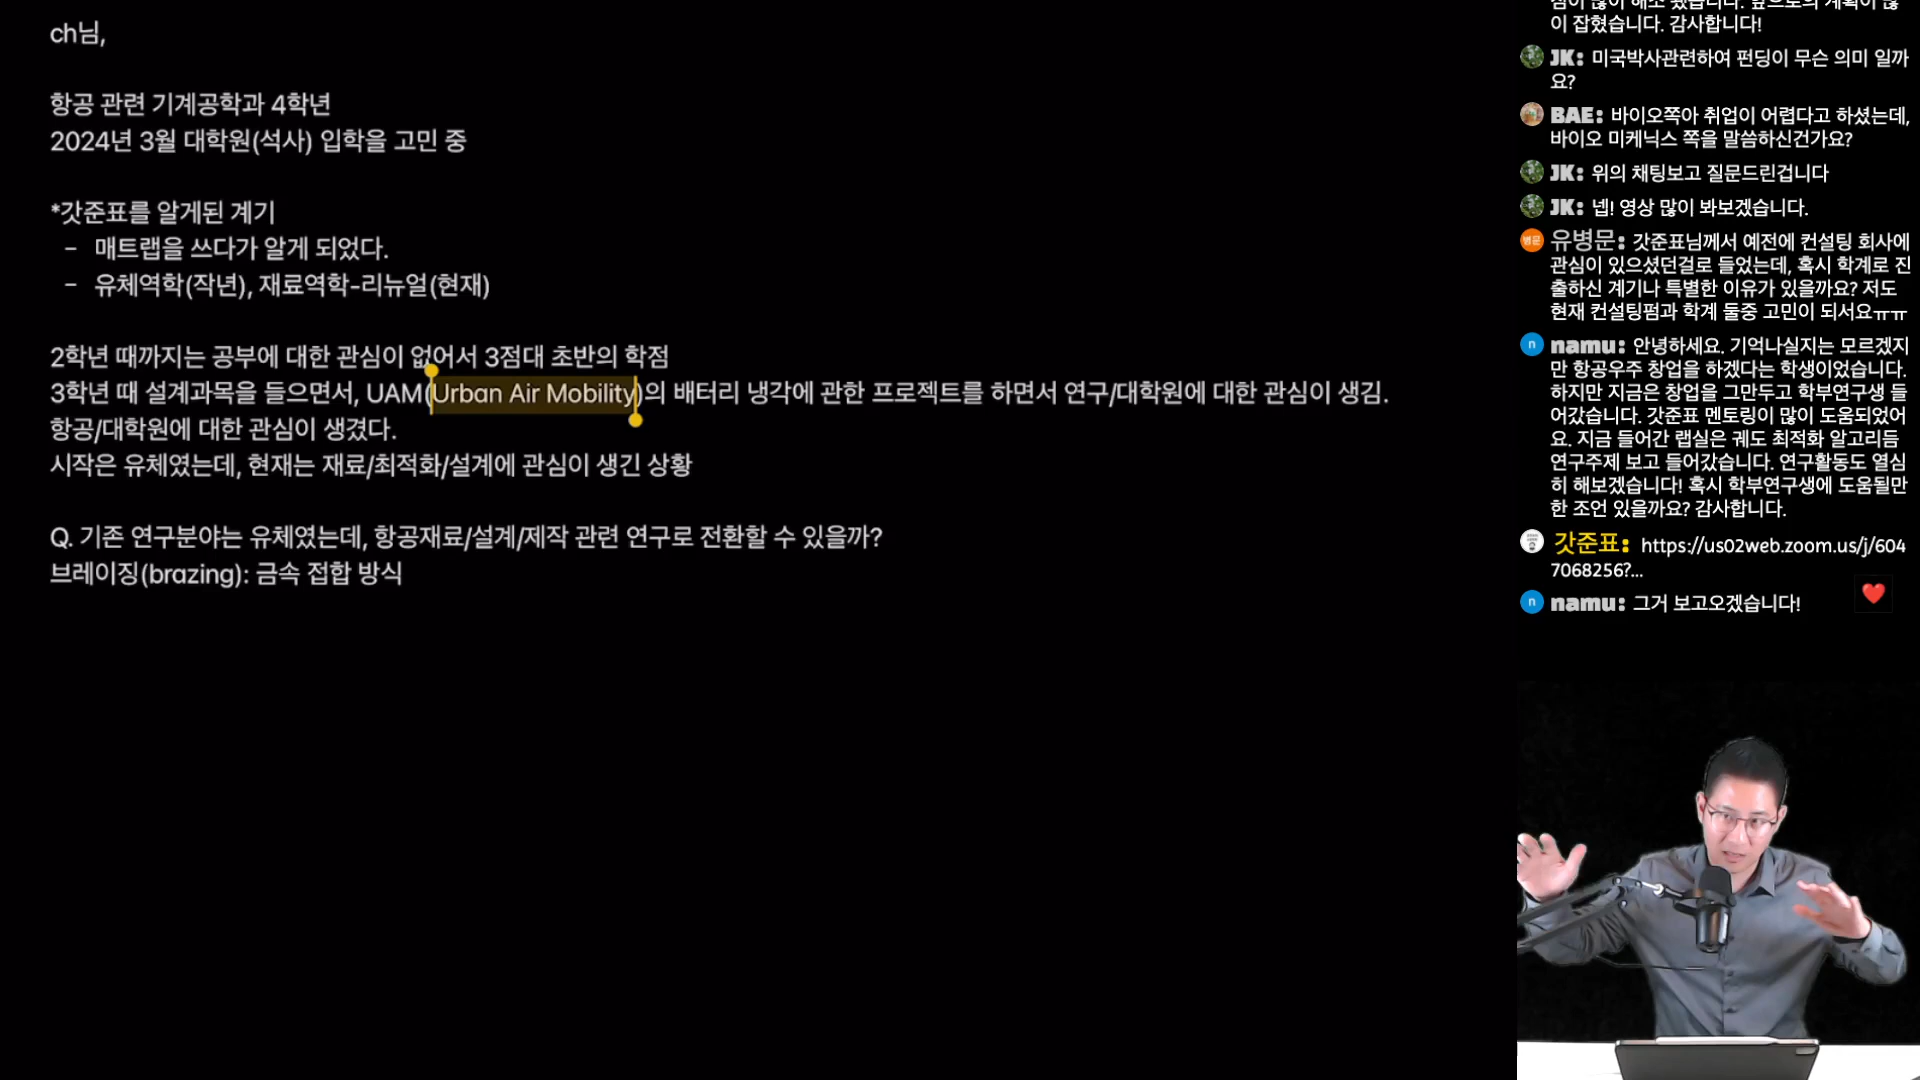 ch님,
항공 관련 기계공학과 4학년
2024년 3월 대학원(석사) 입학을 고민 중
*갓준표를 알게된 계기
- 매트랩을 쓰다가 알게 되었다.
- 유체역학(작년), 재료역학-리뉴얼(현재)
2학년 때까지는 공부에 대한 관심이 없어서 3점대 초반의 학점
3학년 때 설계과목을 들으면서, UAM(Urban Air Mobility)의 배터리 냉각에 관한 프로젝트를 하면서 연구/대학원에 대한 관심이 생김.
항공/대학원에 대한 관심이 생겼다.
시작은 유체였는데, 현재는 재료/최적화/설계에 관심이 생긴 상황
Q. 기존 연구분야는 유체였는데, 항공재료/설계/제작 관련 연구로 전환할 수 있을까?
브레이징(brazing): 금속 접합 방식
이 잡혔습니다. 감사합니다!
JK: 미국박사관련하여 펀딩이 무슨 의미 일까
요?
BAE: 바이오쪽아 취업이 어렵다고 하셨는데,
바이오 미케닉스 쪽을 말씀하신건가요?
JK: 위의 채팅보고 질문드린겁니다
JK: 넵! 영상 많이 봐보겠습니다.
병문 유병문: 갓준표님께서 예전에 컨설팅 회사에
관심이 있으셨던걸로 들었는데, 혹시 학계로 진
출하신 계기나 특별한 이유가 있을까요? 저도
현재 컨설팅펌과 학계 둘중 고민이 되서요ㅠㅠ
n namu: 안녕하세요. 기억나실지는 모르겠지
만 항공우주 창업을 하겠다는 학생이었습니다.
하지만 지금은 창업을 그만두고 학부연구생 들
어갔습니다. 갓준표 멘토링이 많이 도움되었어
요. 지금 들어간 랩실은 궤도 최적화 알고리듬
연구주제 보고 들어갔습니다. 연구활동도 열심
히 해보겠습니다! 혹시 학부연구생에 도움될만
한 조언 있을까요? 감사합니다.
갓준표: https://us02web.zoom.us/j/604
7068256?...
n namu: 그거 보고오겠습니다!